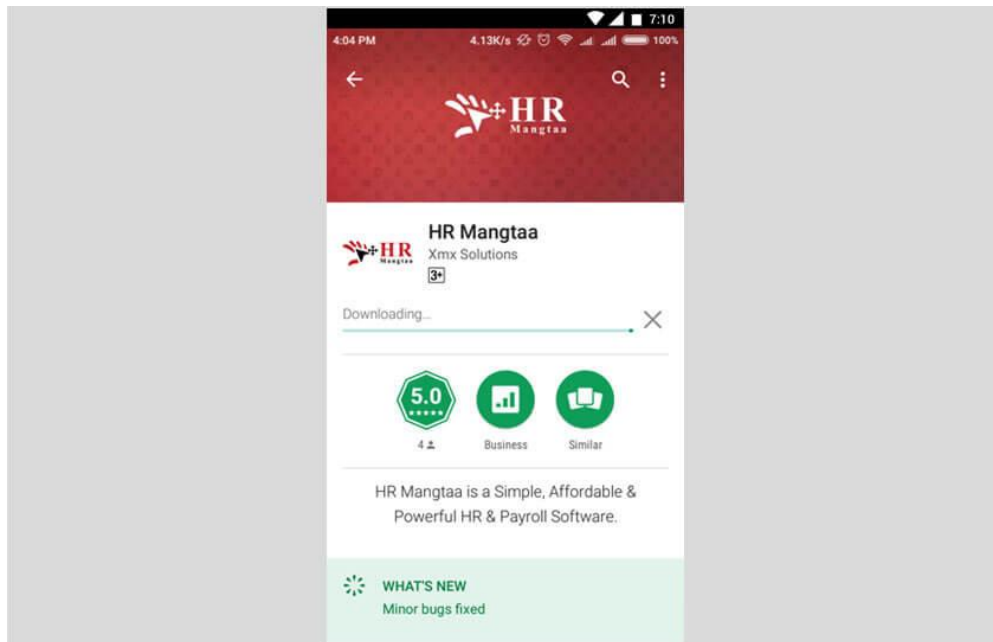 7:10
4:04 PM 4.13K/s 100%
HR
Mangtaa
HR Mangtaa
HR
Mangtaa
Xmx Solutions
3+
Downloading...
5.0
4 Business Similar
HR Mangtaa is a Simple, Affordable &
Powerful HR & Payroll Software.
WHAT'S NEW
Minor bugs fixed